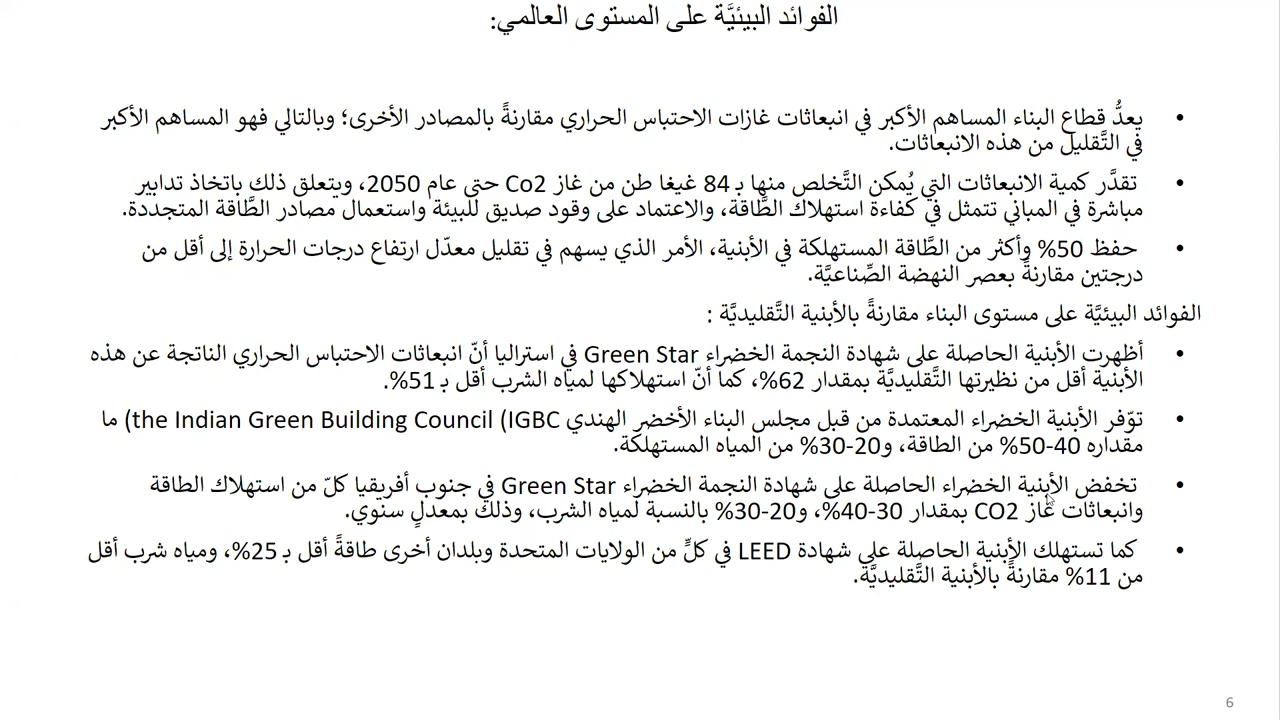 الفوائد البيئيَّة على المستوى العالمي:
• يعدُّ قطاع البناء المساهم الأكبر في انبعاثات غازات الاحتباس الحراري مقارنةً بالمصادر الأخرى؛ وبالتالي فهو المساهم الأكبر
في التَّقليل من هذه الانبعاثات.
• تقدَّر كمية الانبعاثات التي يُمكن التَّخلص منها بـ 84 غيغا طن من غاز Co2 حتى عام 2050، ويتعلق ذلك باتخاذ تدابير
مباشرة في المباني تتمثل في كفاءة استهلاك الطَّاقة، والاعتماد على وقود صديق للبيئة واستعمال مصادر الطَّاقة المتجددة.
• حفظ 50% وأكثر من الطَّاقة المستهلكة في الأبنية، الأمر الذي يسهم في تقليل معدّل ارتفاع درجات الحرارة إلى أقل من
درجتين مقارنةً بعصر النهضة الصِّناعيَّة.
الفوائد البيئيَّة على مستوى البناء مقارنةً بالأبنية التَّقليديَّة :
• أظهرت الأبنية الحاصلة على شهادة النجمة الخضراء Green Star في استراليا أنّ انبعاثات الاحتباس الحراري الناتجة عن هذه
الأبنية أقل من نظيرتها التَّقليديَّة بمقدار 62%، كما أنّ استهلاكها لمياه الشرب أقل بـ 51%.
• توّفر الأبنية الخضراء المعتمدة من قبل مجلس البناء الأخضر الهندي the Indian Green Building Council (IGBC) ما
مقداره 40-50% من الطاقة، و20-30% من المياه المستهلكة.
• تخفض الأبنية الخضراء الحاصلة على شهادة النجمة الخضراء Green Star في جنوب أفريقيا كلّ من استهلاك الطاقة
وانبعاثات غاز CO2 بمقدار 30-40%، و20-30% بالنسبة لمياه الشرب، وذلك بمعدلٍ سنوي.
• كما تستهلك الأبنية الحاصلة على شهادة LEED في كلٍّ من الولايات المتحدة وبلدان أخرى طاقةً أقل بـ 25%، ومياه شرب أقل
من 11% مقارنةً بالأبنية التَّقليديَّة.
6